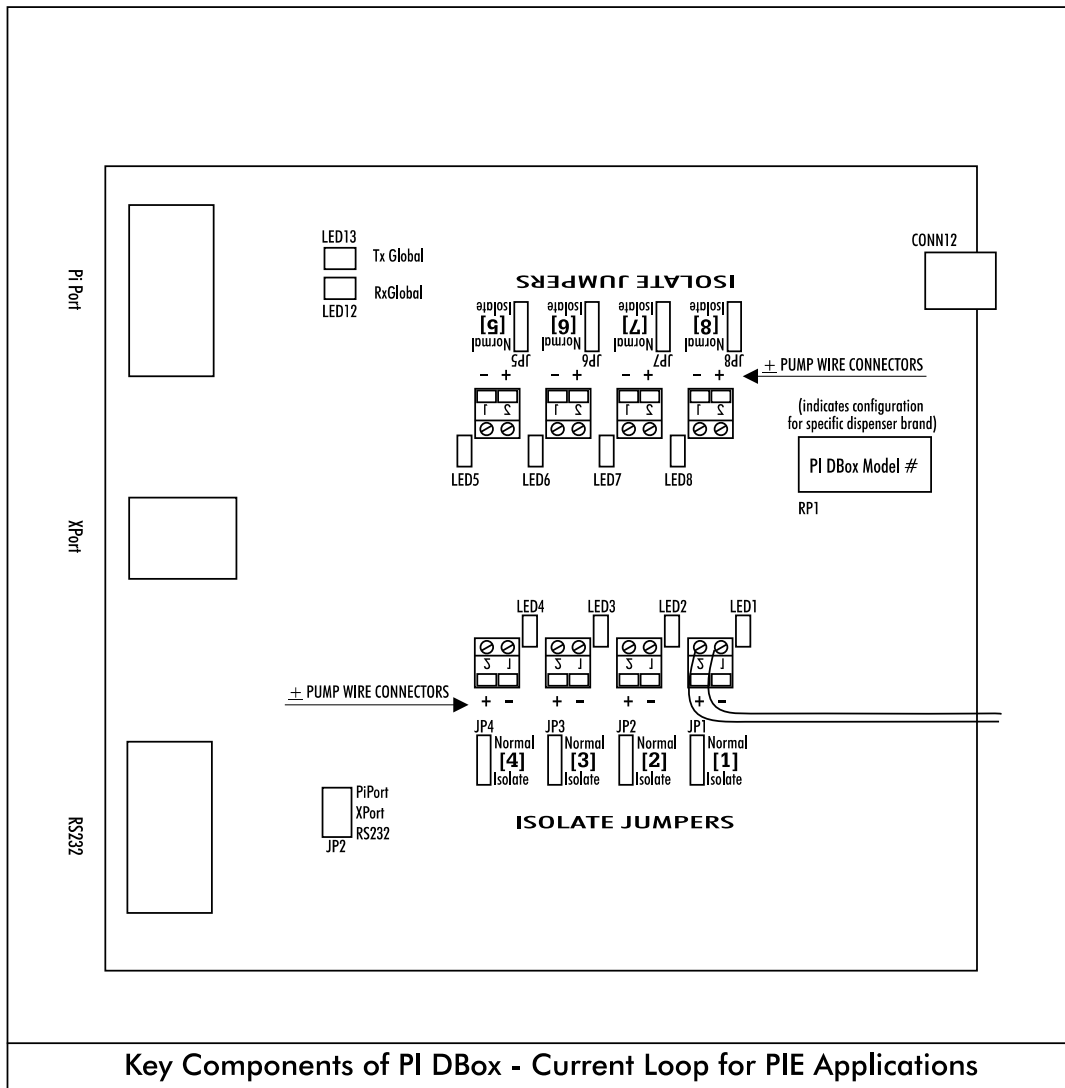 LED13
Tx Global
RxGlobal
LED12
Pi Port
CONN12
ISOLATE JUMPERS
Normal [5] Isolate
JP5
Normal [6] Isolate
JP6
Normal [7] Isolate
JP7
Normal [8] Isolate
JP8
- + - + - + - +
± PUMP WIRE CONNECTORS
1 2 1 2 1 2 1 2
(indicates configuration
for specific dispenser brand)
PI DBox Model #
RP1
LED5 LED6 LED7 LED8
XPort
LED4 LED3 LED2 LED1
2 1 2 1 2 1 2 1
± PUMP WIRE CONNECTORS
+ - + - + - + -
JP4 JP3 JP2 JP1
Normal Normal Normal Normal
[4] [3] [2] [1]
Isolate Isolate Isolate Isolate
ISOLATE JUMPERS
RS232
PiPort
XPort
RS232
JP2
Key Components of PI DBox - Current Loop for PIE Applications